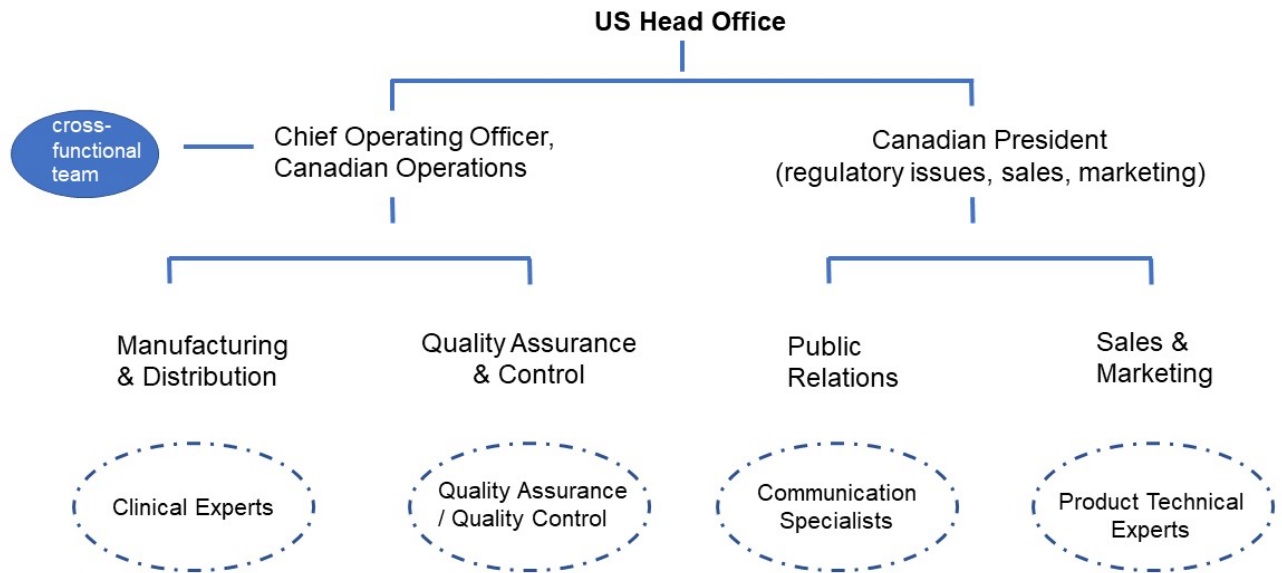 US Head Office
cross-
functional
team
Chief Operating Officer,
Canadian Operations
Canadian President
(regulatory issues, sales, marketing)
Manufacturing
& Distribution
Quality Assurance
& Control
Public
Relations
Sales &
Marketing
Clinical Experts
Quality Assurance
/ Quality Control
Communication
Specialists
Product Technical
Experts